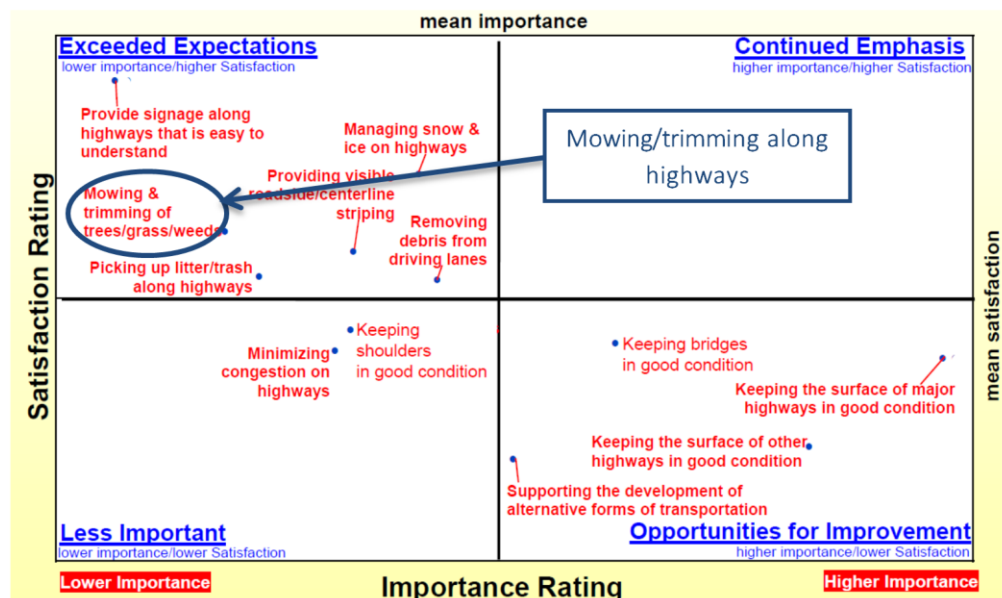 mean importance
Exceeded Expectations
lower importance/higher Satisfaction
Continued Emphasis
higher importance/higher Satisfaction
Provide signage along
highways that is easy to
understand
Managing snow &
ice on highways
Mowing/trimming along
highways
Mowing &
trimming of
trees/grass/weeds
Providing visible
roadside/centerline
striping
Removing
debris from
driving lanes
Picking up litter/trash
along highways
Satisfaction Rating
mean satisfaction
Keeping
shoulders
in good condition
Minimizing
congestion on
highways
Keeping bridges
in good condition
Keeping the surface of major
highways in good condition
Keeping the surface of other
highways in good condition
Supporting the development of
alternative forms of transportation
Less Important
lower importance/lower Satisfaction
Opportunities for Improvement
higher importance/lower Satisfaction
Lower Importance
Importance Rating
Higher Importance